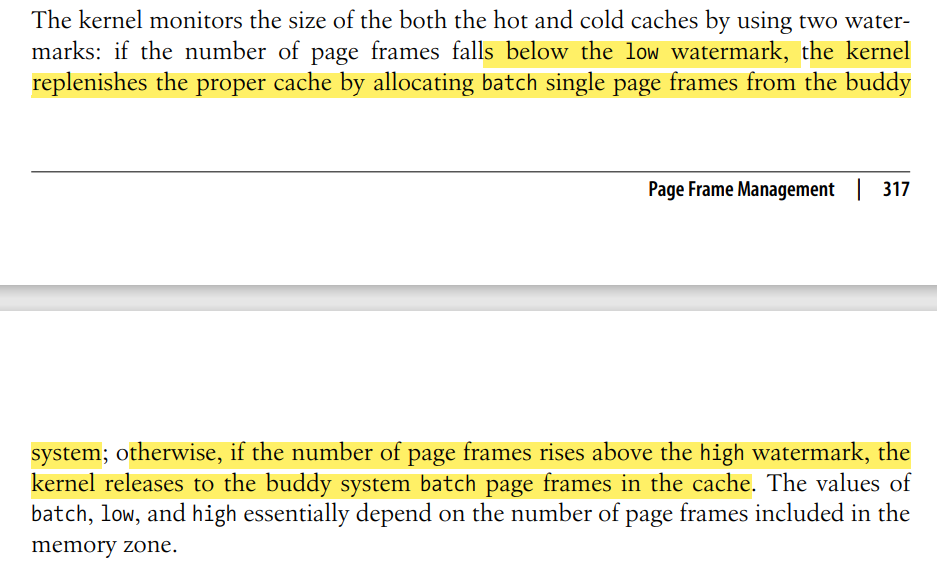 The kernel monitors the size of the both the hot and cold caches by using two water-
marks: if the number of page frames falls below the low watermark, the kernel
replenishes the proper cache by allocating batch single page frames from the buddy
Page Frame Management | 317
system; otherwise, if the number of page frames rises above the high watermark, the
kernel releases to the buddy system batch page frames in the cache. The values of
batch, low, and high essentially depend on the number of page frames included in the
memory zone.